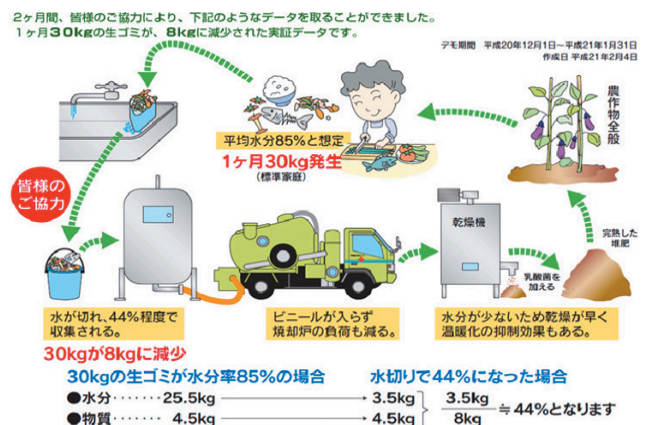 2ヶ月間、皆様のご協力により、下記のようなデータを取ることができました。
1ヶ月30kgの生ゴミが、8kgに減少された実証データです。
デモ期間 平成20年12月1日～平成21年1月31日
作成日 平成21年2月4日
平均水分85%と想定
1ヶ月30kg発生
(標準家庭)
農作物全般
皆様の
ご協力
乾燥機
乳酸菌を
加える
完熟した
堆肥
水が切れ、44%程度で
収集される。
ビニールが入らず
焼却炉の負荷も減る。
水分が少ないため乾燥が早く
温暖化の抑制効果もある。
30kgが8kgに減少
30kgの生ゴミが水分率85%の場合
水切りで44%になった場合
●水分‥‥‥25.5kg 3.5kg
●物質‥‥‥4.5kg 4.5kg
3.5kg
8kg
≒44%となります